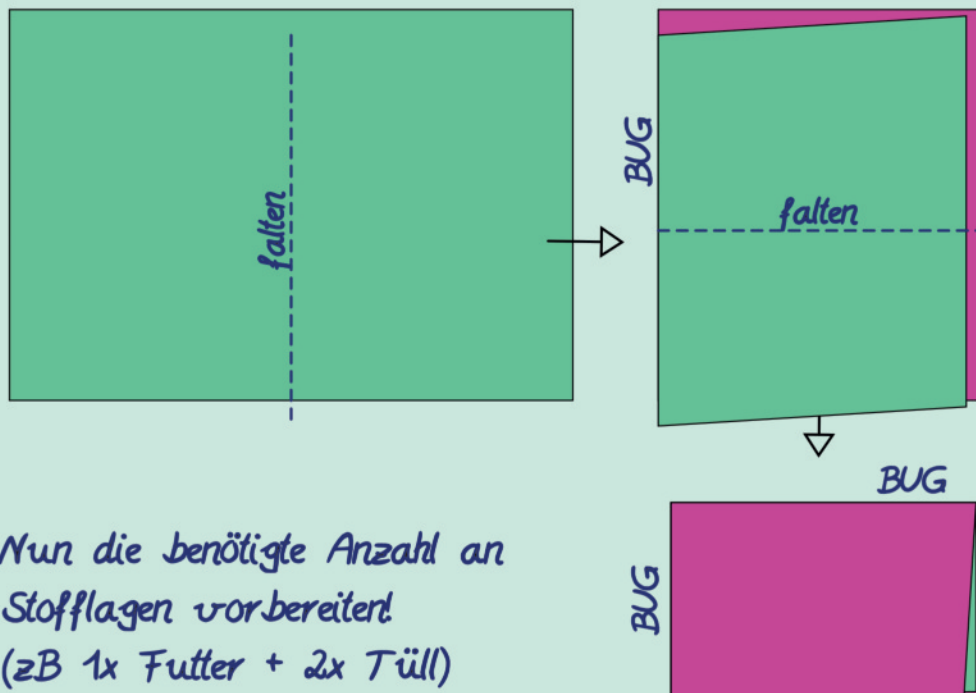 falten
BUG
falten
BUG
BUG
Nun die benötigte Anzahl an
Stofflagen vorbereiten!
(zB 1x Futter + 2x Tüll)